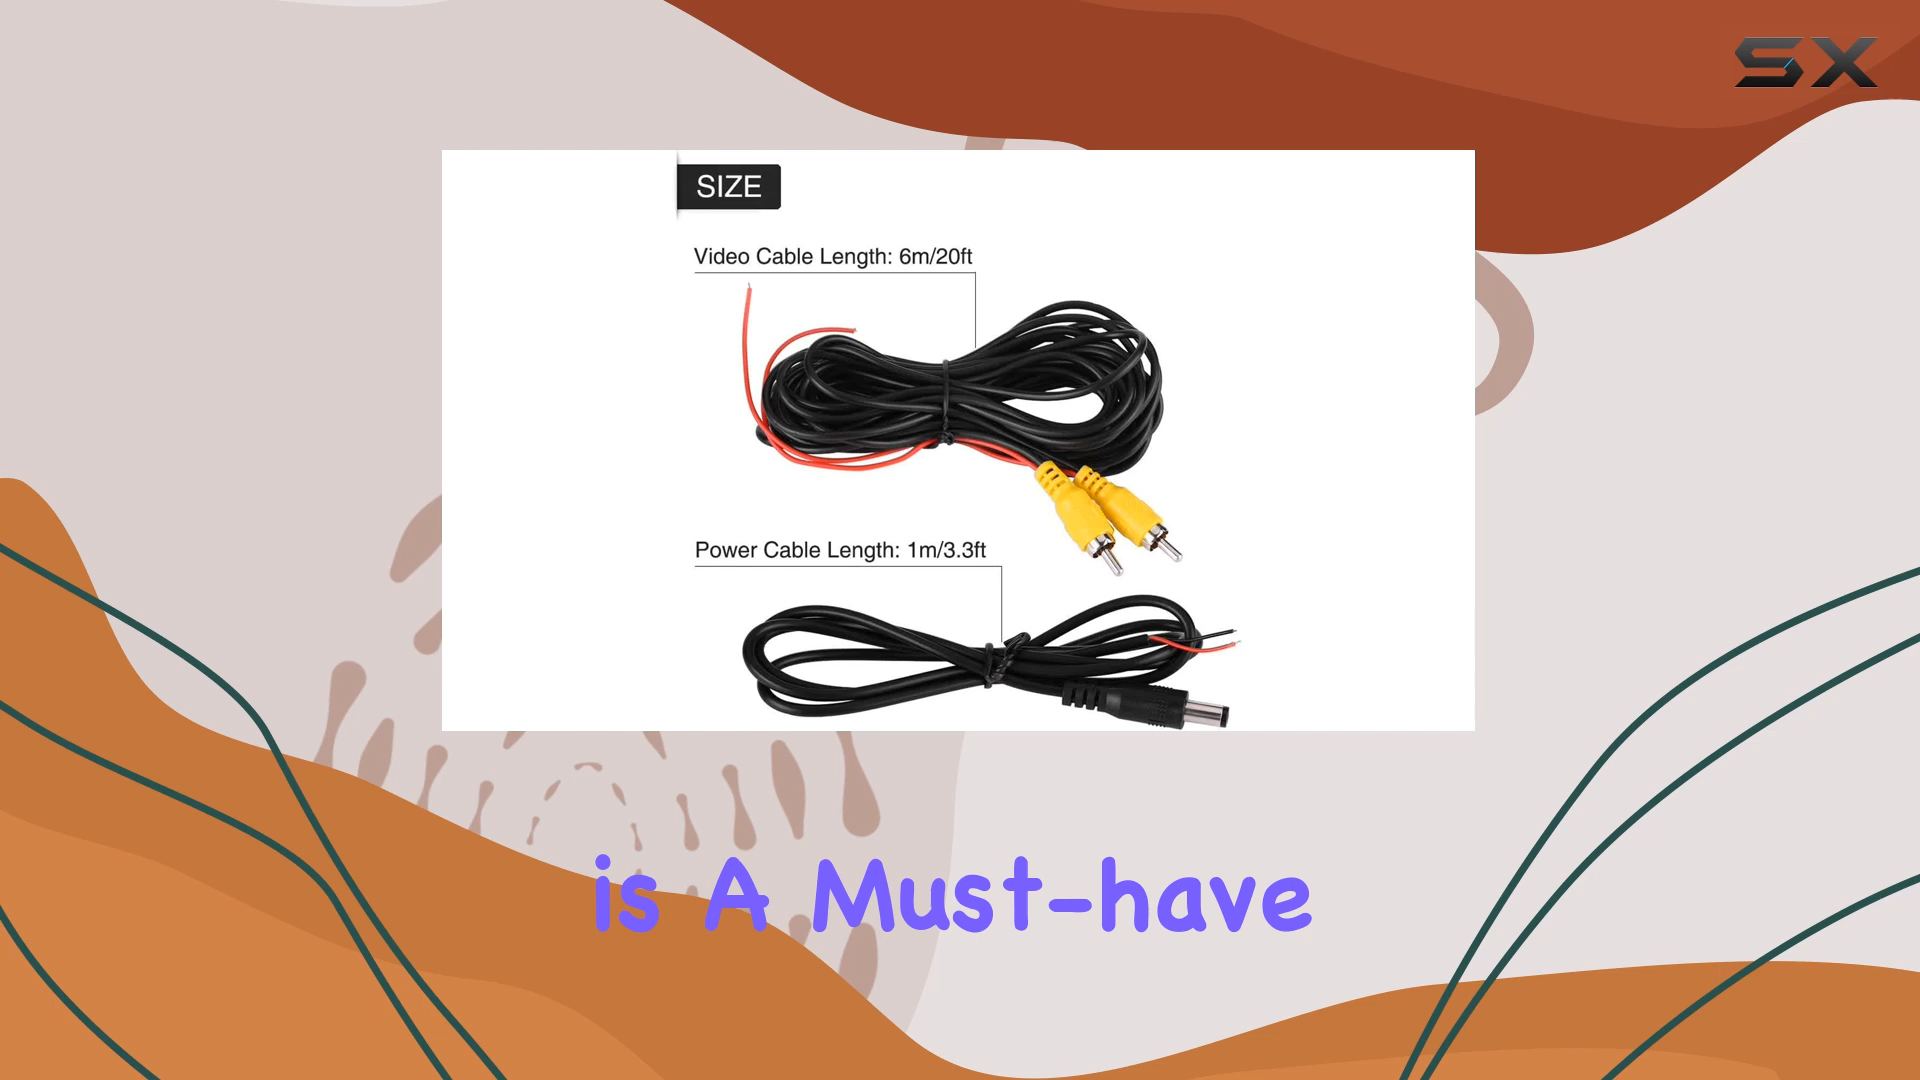 SX
SIZE
Video Cable Length: 6m/20ft
Power Cable Length: 1m/3.3ft
is A Must-have